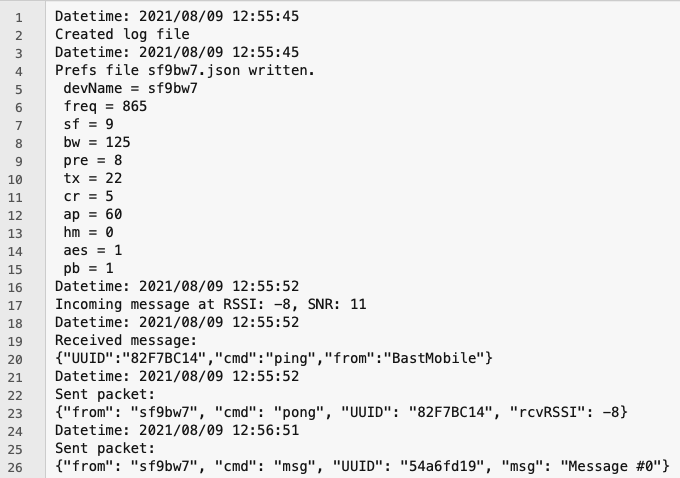 1 Datetime: 2021/08/09 12:55:45
2 Created log file
3 Datetime: 2021/08/09 12:55:45
4 Prefs file sf9bw7.json written.
5 devName = sf9bw7
6 freq = 865
7 sf = 9
8 bw = 125
9 pre = 8
10 tx = 22
11 cr = 5
12 ap = 60
13 hm = 0
14 aes = 1
15 pb = 1
16 Datetime: 2021/08/09 12:55:52
17 Incoming message at RSSI: -8, SNR: 11
18 Datetime: 2021/08/09 12:55:52
19 Received message:
20 {"UUID":"82F7BC14","cmd":"ping","from":"BastMobile"}
21 Datetime: 2021/08/09 12:55:52
22 Sent packet:
23 {"from": "sf9bw7", "cmd": "pong", "UUID": "82F7BC14", "rcvRSSI": -8}
24 Datetime: 2021/08/09 12:56:51
25 Sent packet:
26 {"from": "sf9bw7", "cmd": "msg", "UUID": "54a6fd19", "msg": "Message #0"}